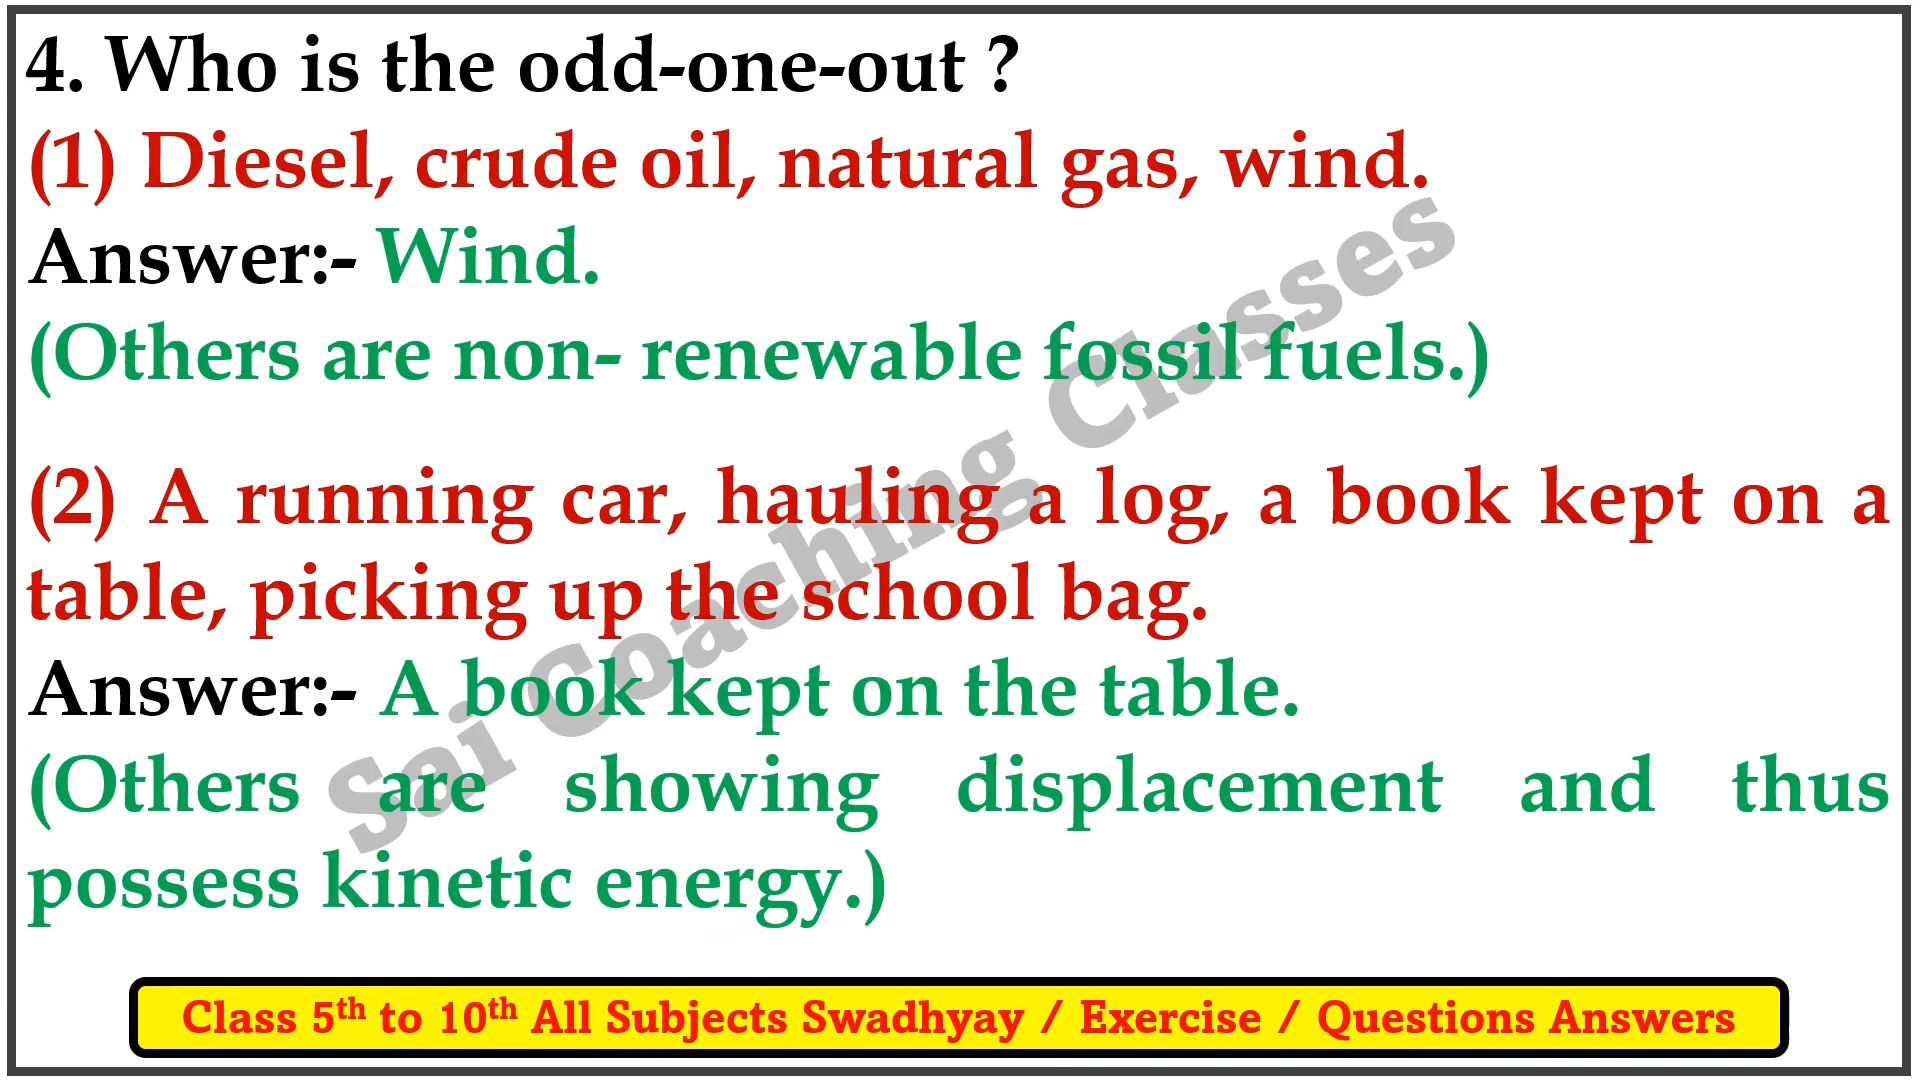 4. Who is the odd-one-out ?
(1) Diesel, crude oil, natural gas, wind.
Answer:- Wind.
(Others are non- renewable fossil fuels.)
(2) A running car, hauling a log, a book kept on a
table, picking up the school bag.
Answer:- A book kept on the table.
(Others are showing displacement and thus
possess kinetic energy.)
Sai Coaching Classes
Class 5th to 10th All Subjects Swadhyay / Exercise / Questions Answers